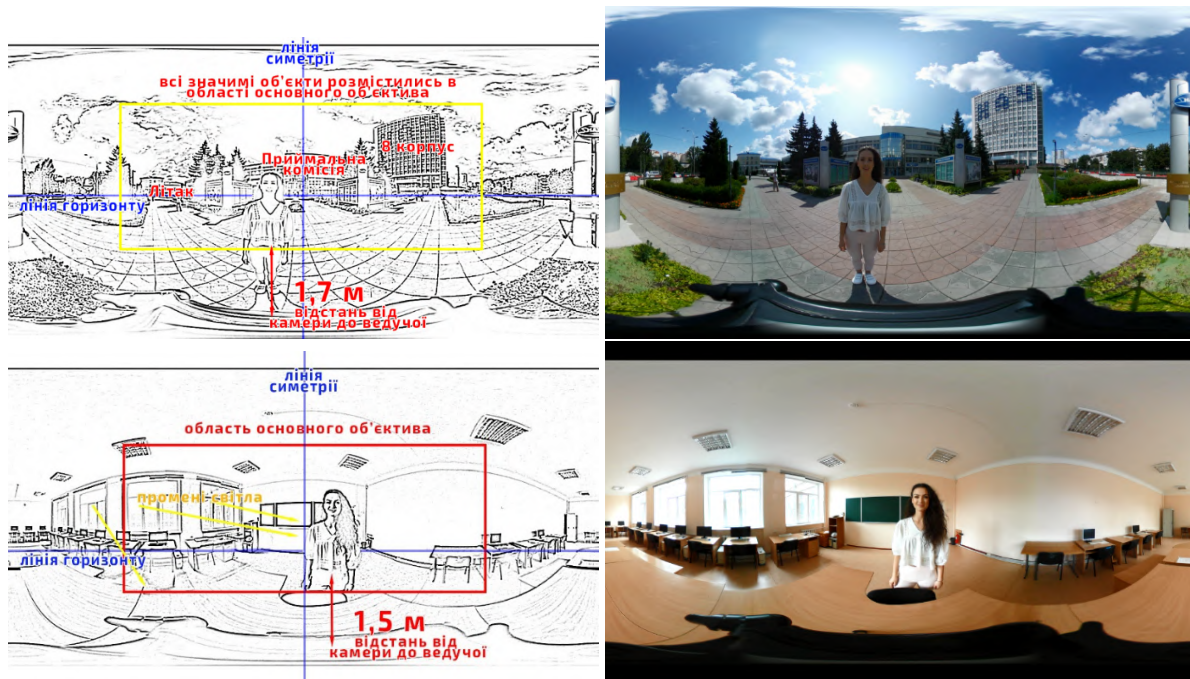 лінія
симетрії
всі значимі об'єкти розмістились в
області основного об'єктива
8 корпус
Приймальна
комісія
Літак
лінія горизонту
1,7 м
відстань від
камери до ведучої
лінія
симетрії
область основного об'єктива
промені світла
лінія горизонту
1,5 м
відстань від
камери до ведучої